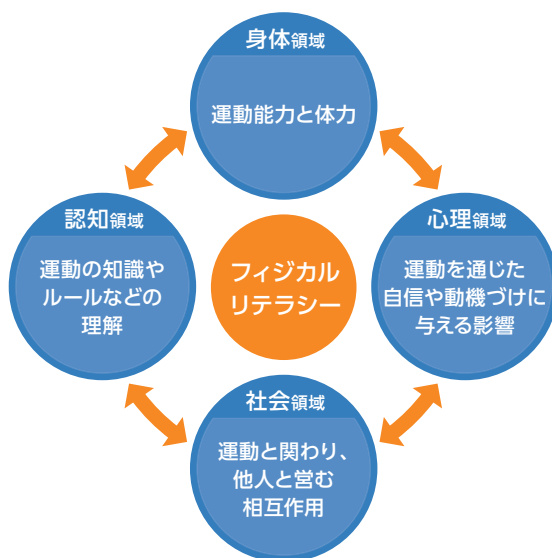 身体領域
運動能力と体力
認知領域
運動の知識や
ルールなどの
理解
フィジカル
リテラシー
心理領域
運動を通じた
自信や動機づけに
与える影響
社会領域
運動と関わり、
他人と営む
相互作用